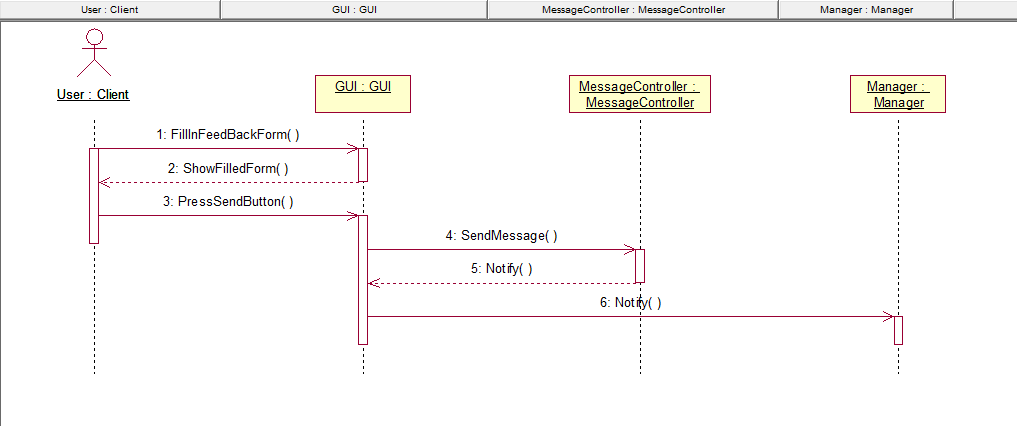 User : Client
GUI : GUI
MessageController : MessageController
Manager : Manager
User : Client
GUI : GUI
MessageController :
MessageController
Manager :
Manager
1: FillInFeedBackForm( )
2: ShowFilledForm( )
3: PressSendButton( )
4: SendMessage( )
5: Notify( )
6: Notify( )